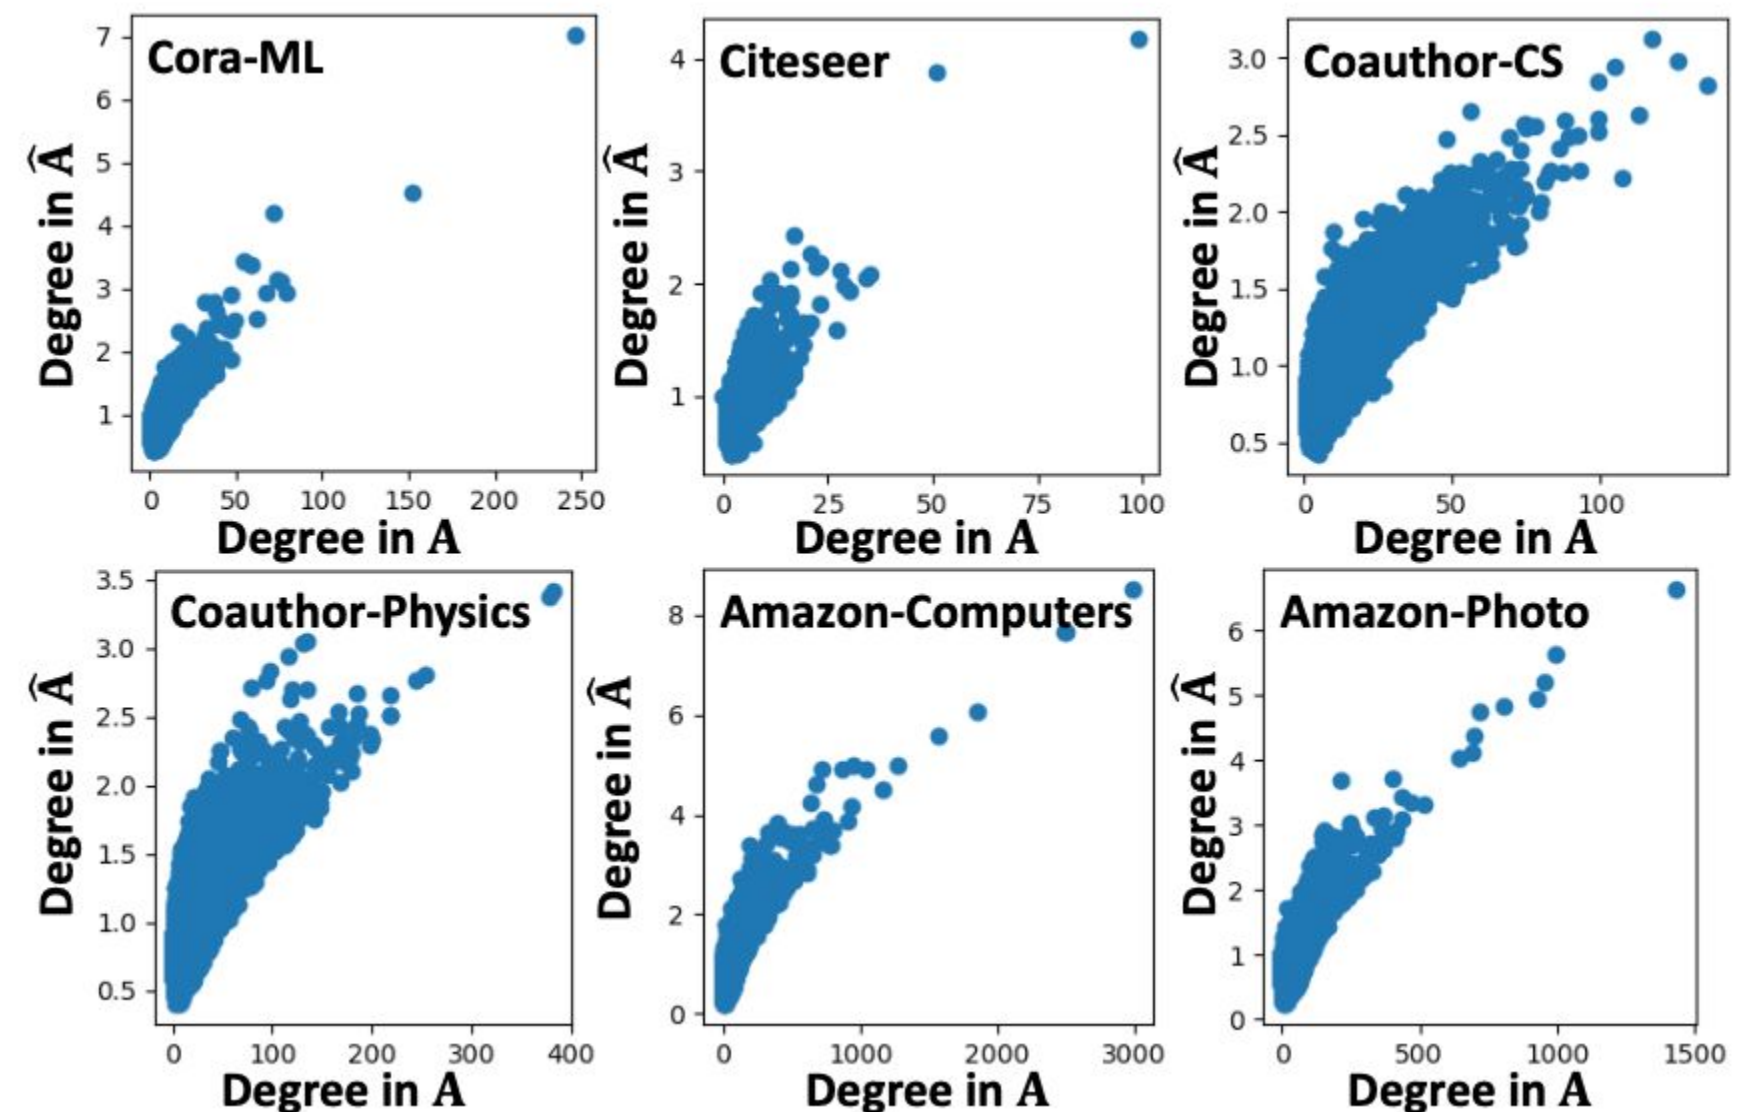 Cora-ML
7
6
5
4
3
2
1
0 50 100 150 200 250
Degree in Â
Degree in A
Citeseer
4
3
2
1
0 25 50 75 100
Degree in Â
Degree in A
Coauthor-CS
3.0
2.5
2.0
1.5
1.0
0.5
0 50 100
Degree in Â
Degree in A
Coauthor-Physics
3.5
3.0
2.5
2.0
1.5
1.0
0.5
0 100 200 300 400
Degree in Â
Degree in A
Amazon-Computers
8
6
4
2
0
0 1000 2000 3000
Degree in Â
Degree in A
Amazon-Photo
6
5
4
3
2
1
0
0 500 1000 1500
Degree in Â
Degree in A